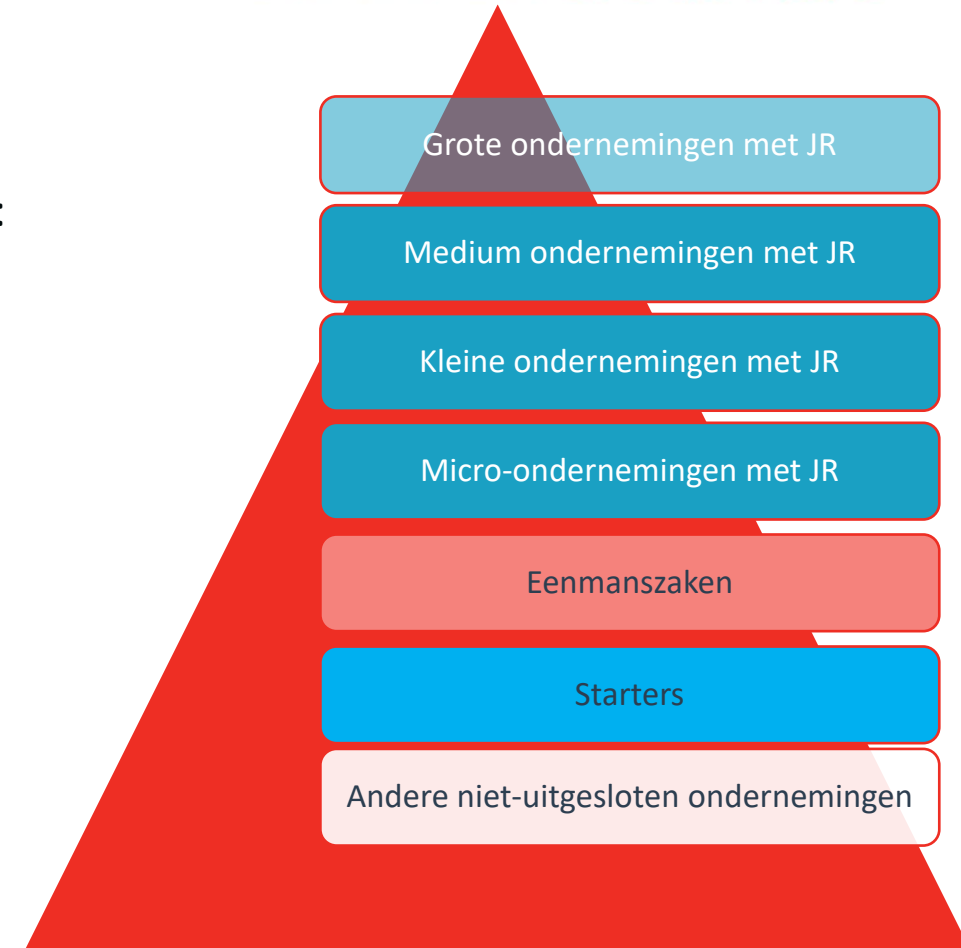 Grote ondernemingen met JR
:
Medium ondernemingen met JR
Kleine ondernemingen met JR
Micro-ondernemingen met JR
Eenmanszaken
Starters
Andere niet-uitgesloten ondernemingen